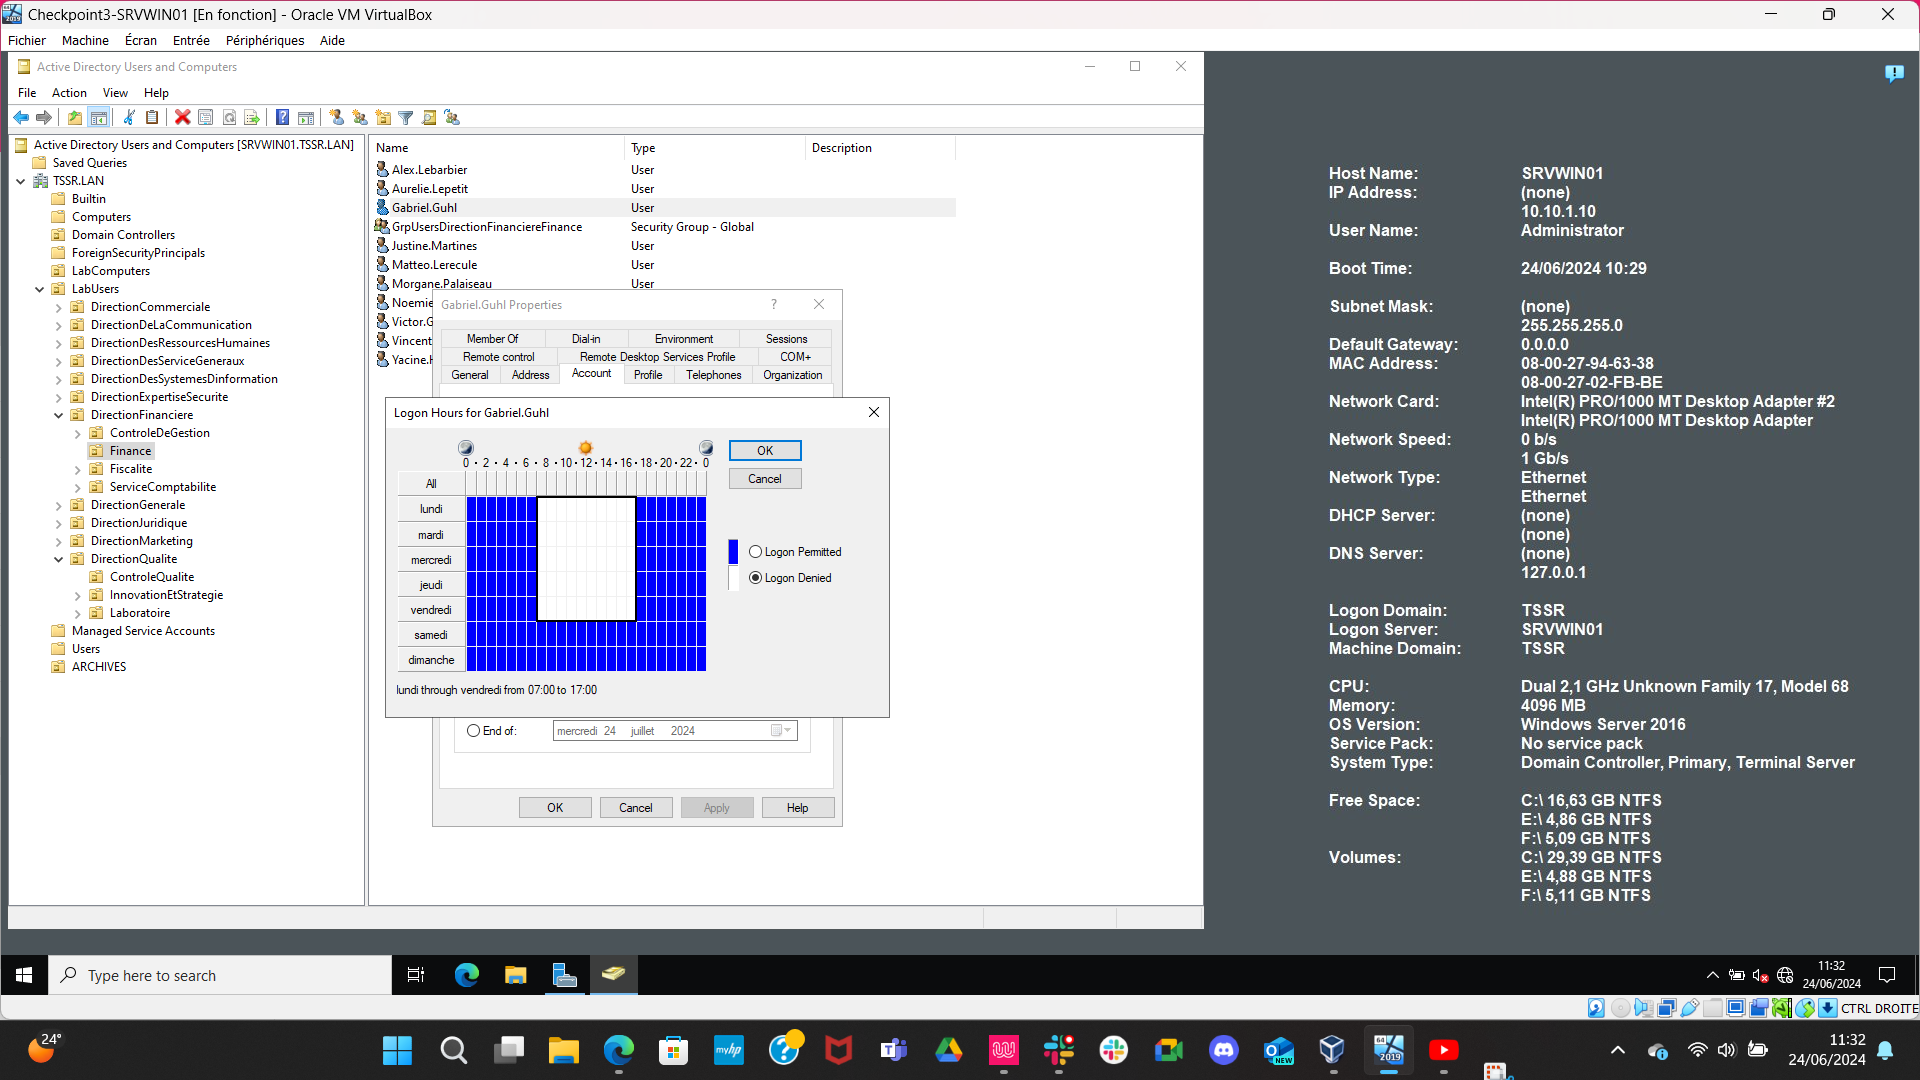 Checkpoint3-SRVWIN01 [En fonction] - Oracle VM VirtualBox
Fichier Machine Écran Entrée Périphériques Aide
Active Directory Users and Computers
File Action View Help
Active Directory Users and Computers [SRVWIN01.TSSR.LAN]
Saved Queries
TSSR.LAN
Builtin
Computers
Domain Controllers
ForeignSecurityPrincipals
LabComputers
LabUsers
DirectionCommerciale
DirectionDeLaCommunication
DirectionDesRessourcesHumaines
DirectionDesServiceGeneraux
DirectionDesSystemesDinformation
DirectionExpertiseSecurite
DirectionFinanciere
ControleDeGestion
Finance
Fiscalite
ServiceComptabilite
DirectionGenerale
DirectionJuridique
DirectionMarketing
DirectionQualite
ControleQualite
InnovationEtStrategie
Laboratoire
Managed Service Accounts
Users
ARCHIVES
Name Type Description
Alex.Lebarbier User
Aurelie.Lepetit User
Gabriel.Guhl User
GrpUsersDirectionFinanciereFinance Security Group - Global
Justine.Martines User
Matteo.Lerecule User
Morgane.Palaiseau User
Noemie
Victor.G
Vincent
Yacine.H
Gabriel.Guhl Properties ?
Member Of Dial-in Environment Sessions
Remote control Remote Desktop Services Profile COM+
General Address Account Profile Telephones Organization
Logon Hours for Gabriel.Guhl
0 · 2 · 4 · 6 · 8 · 10 · 12 · 14 · 16 · 18 · 20 · 22 · 0
All
lundi
mardi
mercredi
jeudi
vendredi
samedi
dimanche
OK
Cancel
Logon Permitted
Logon Denied
lundi through vendredi from 07:00 to 17:00
End of: mercredi 24 juillet 2024
OK Cancel Apply Help
Host Name: SRVWIN01
IP Address: (none)
10.10.1.10
User Name: Administrator
Boot Time: 24/06/2024 10:29
Subnet Mask: (none)
255.255.255.0
Default Gateway: 0.0.0.0
MAC Address: 08-00-27-94-63-38
08-00-27-02-FB-BE
Network Card: Intel(R) PRO/1000 MT Desktop Adapter #2
Intel(R) PRO/1000 MT Desktop Adapter
Network Speed: 0 b/s
1 Gb/s
Network Type: Ethernet
Ethernet
DHCP Server: (none)
(none)
DNS Server: (none)
127.0.0.1
Logon Domain: TSSR
Logon Server: SRVWIN01
Machine Domain: TSSR
CPU: Dual 2,1 GHz Unknown Family 17, Model 68
Memory: 4096 MB
OS Version: Windows Server 2016
Service Pack: No service pack
System Type: Domain Controller, Primary, Terminal Server
Free Space: C:\ 16,63 GB NTFS
E:\ 4,86 GB NTFS
F:\ 5,09 GB NTFS
Volumes: C:\ 29,39 GB NTFS
E:\ 4,88 GB NTFS
F:\ 5,11 GB NTFS
Type here to search
11:32
24/06/2024
CTRL DROITE
24°
myhp
NEW
64
2019
11:32
24/06/2024